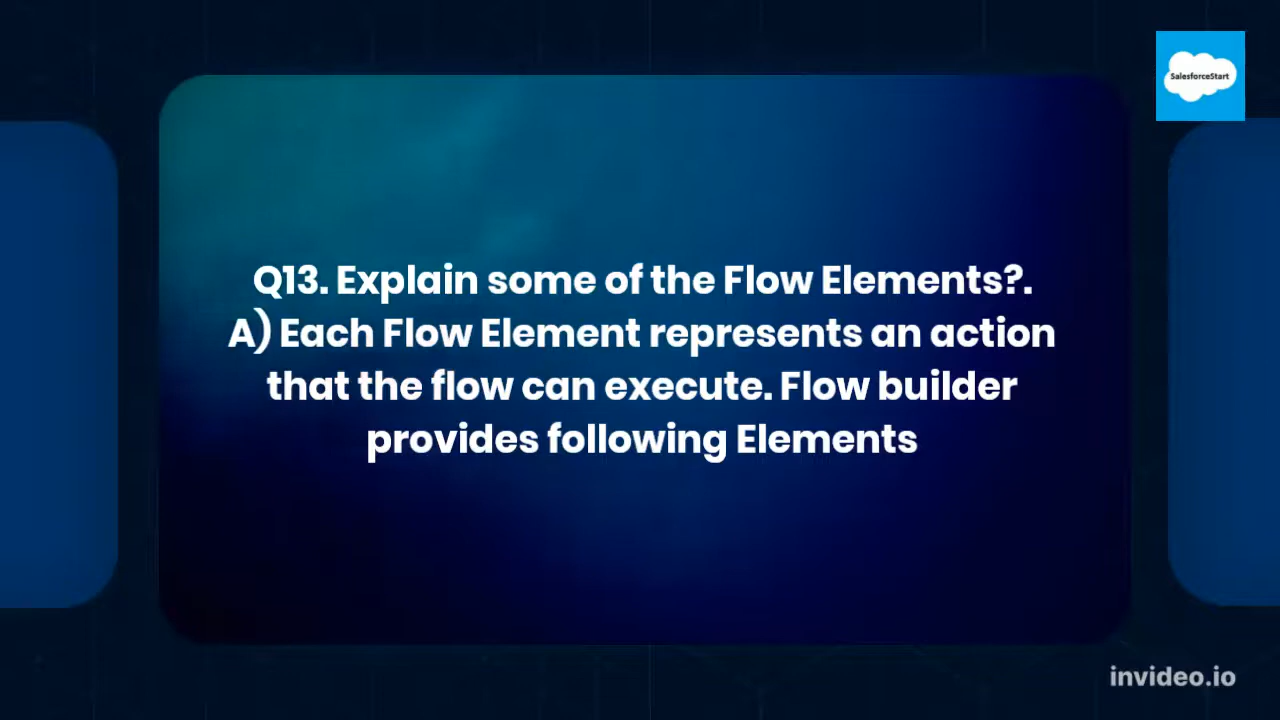 SalesforceStart
Q13. Explain some of the Flow Elements?.
A) Each Flow Element represents an action
that the flow can execute. Flow builder
provides following Elements
invideo.io